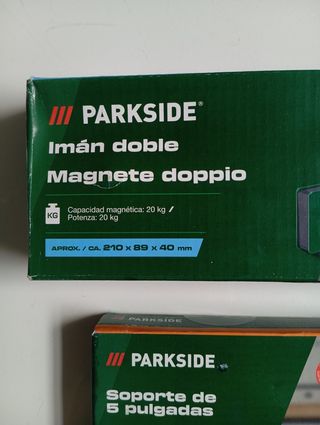 /// PARKSIDE®
Imán doble
Magnete doppio
KG
Capacidad magnética: 20 kg /
Potenza: 20 kg
APROX. / CA. 210 x 89 x 40 mm
/// PARKSIDE
Soporte de
5 pulgadas